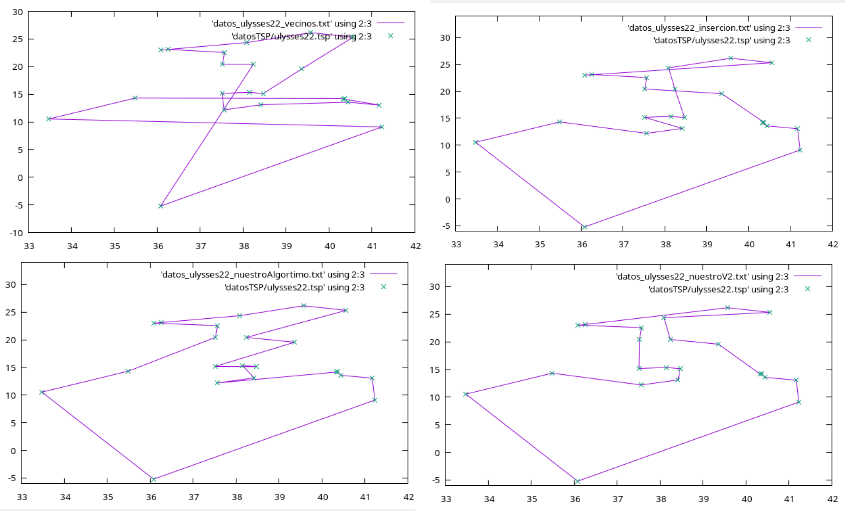 'datos_ulysses22_vecinos.txt' using 2:3
'datosTSP/ulysses22.tsp' using 2:3
30
25
20
15
10
5
0
-5
-10
33 34 35 36 37 38 39 40 41 42
'datos_ulysses22_insercion.txt' using 2:3
'datosTSP/ulysses22.tsp' using 2:3
30
25
20
15
10
5
0
-5
33 34 35 36 37 38 39 40 41 42
'datos_ulysses22_nuestroAlgortimo.txt' using 2:3
'datosTSP/ulysses22.tsp' using 2:3
30
25
20
15
10
5
0
-5
33 34 35 36 37 38 39 40 41 42
'datos_ulysses22_nuestroV2.txt' using 2:3
'datosTSP/ulysses22.tsp' using 2:3
30
25
20
15
10
5
0
-5
33 34 35 36 37 38 39 40 41 42